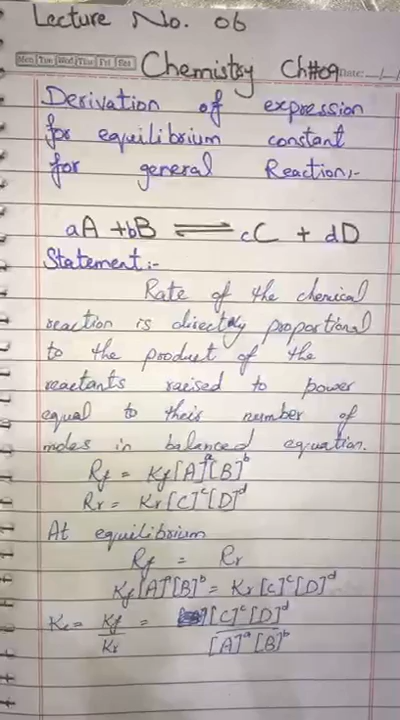 Lecture No. 06
Mon Tue Wed Thu Fri Sat
Chemistry Ch#09 Date: __/__/
Derivation of expression
for equilibrium constant
for general Reaction:-
aA + bB ⇌ cC + dD
Statement:-
Rate of the chemical
reaction is directly proportional
to the product of the
reactants raised to power
equal to their number of
moles in balanced equation.
Rf = Kf[A]ᵃ[B]ᵇ
Rr = Kr[C]ᶜ[D]ᵈ
At equilibrium
Rf = Rr
Kf[A]ᵃ[B]ᵇ = Kr[C]ᶜ[D]ᵈ
Kc = Kf/Kr = [C]ᶜ[D]ᵈ/[A]ᵃ[B]ᵇ